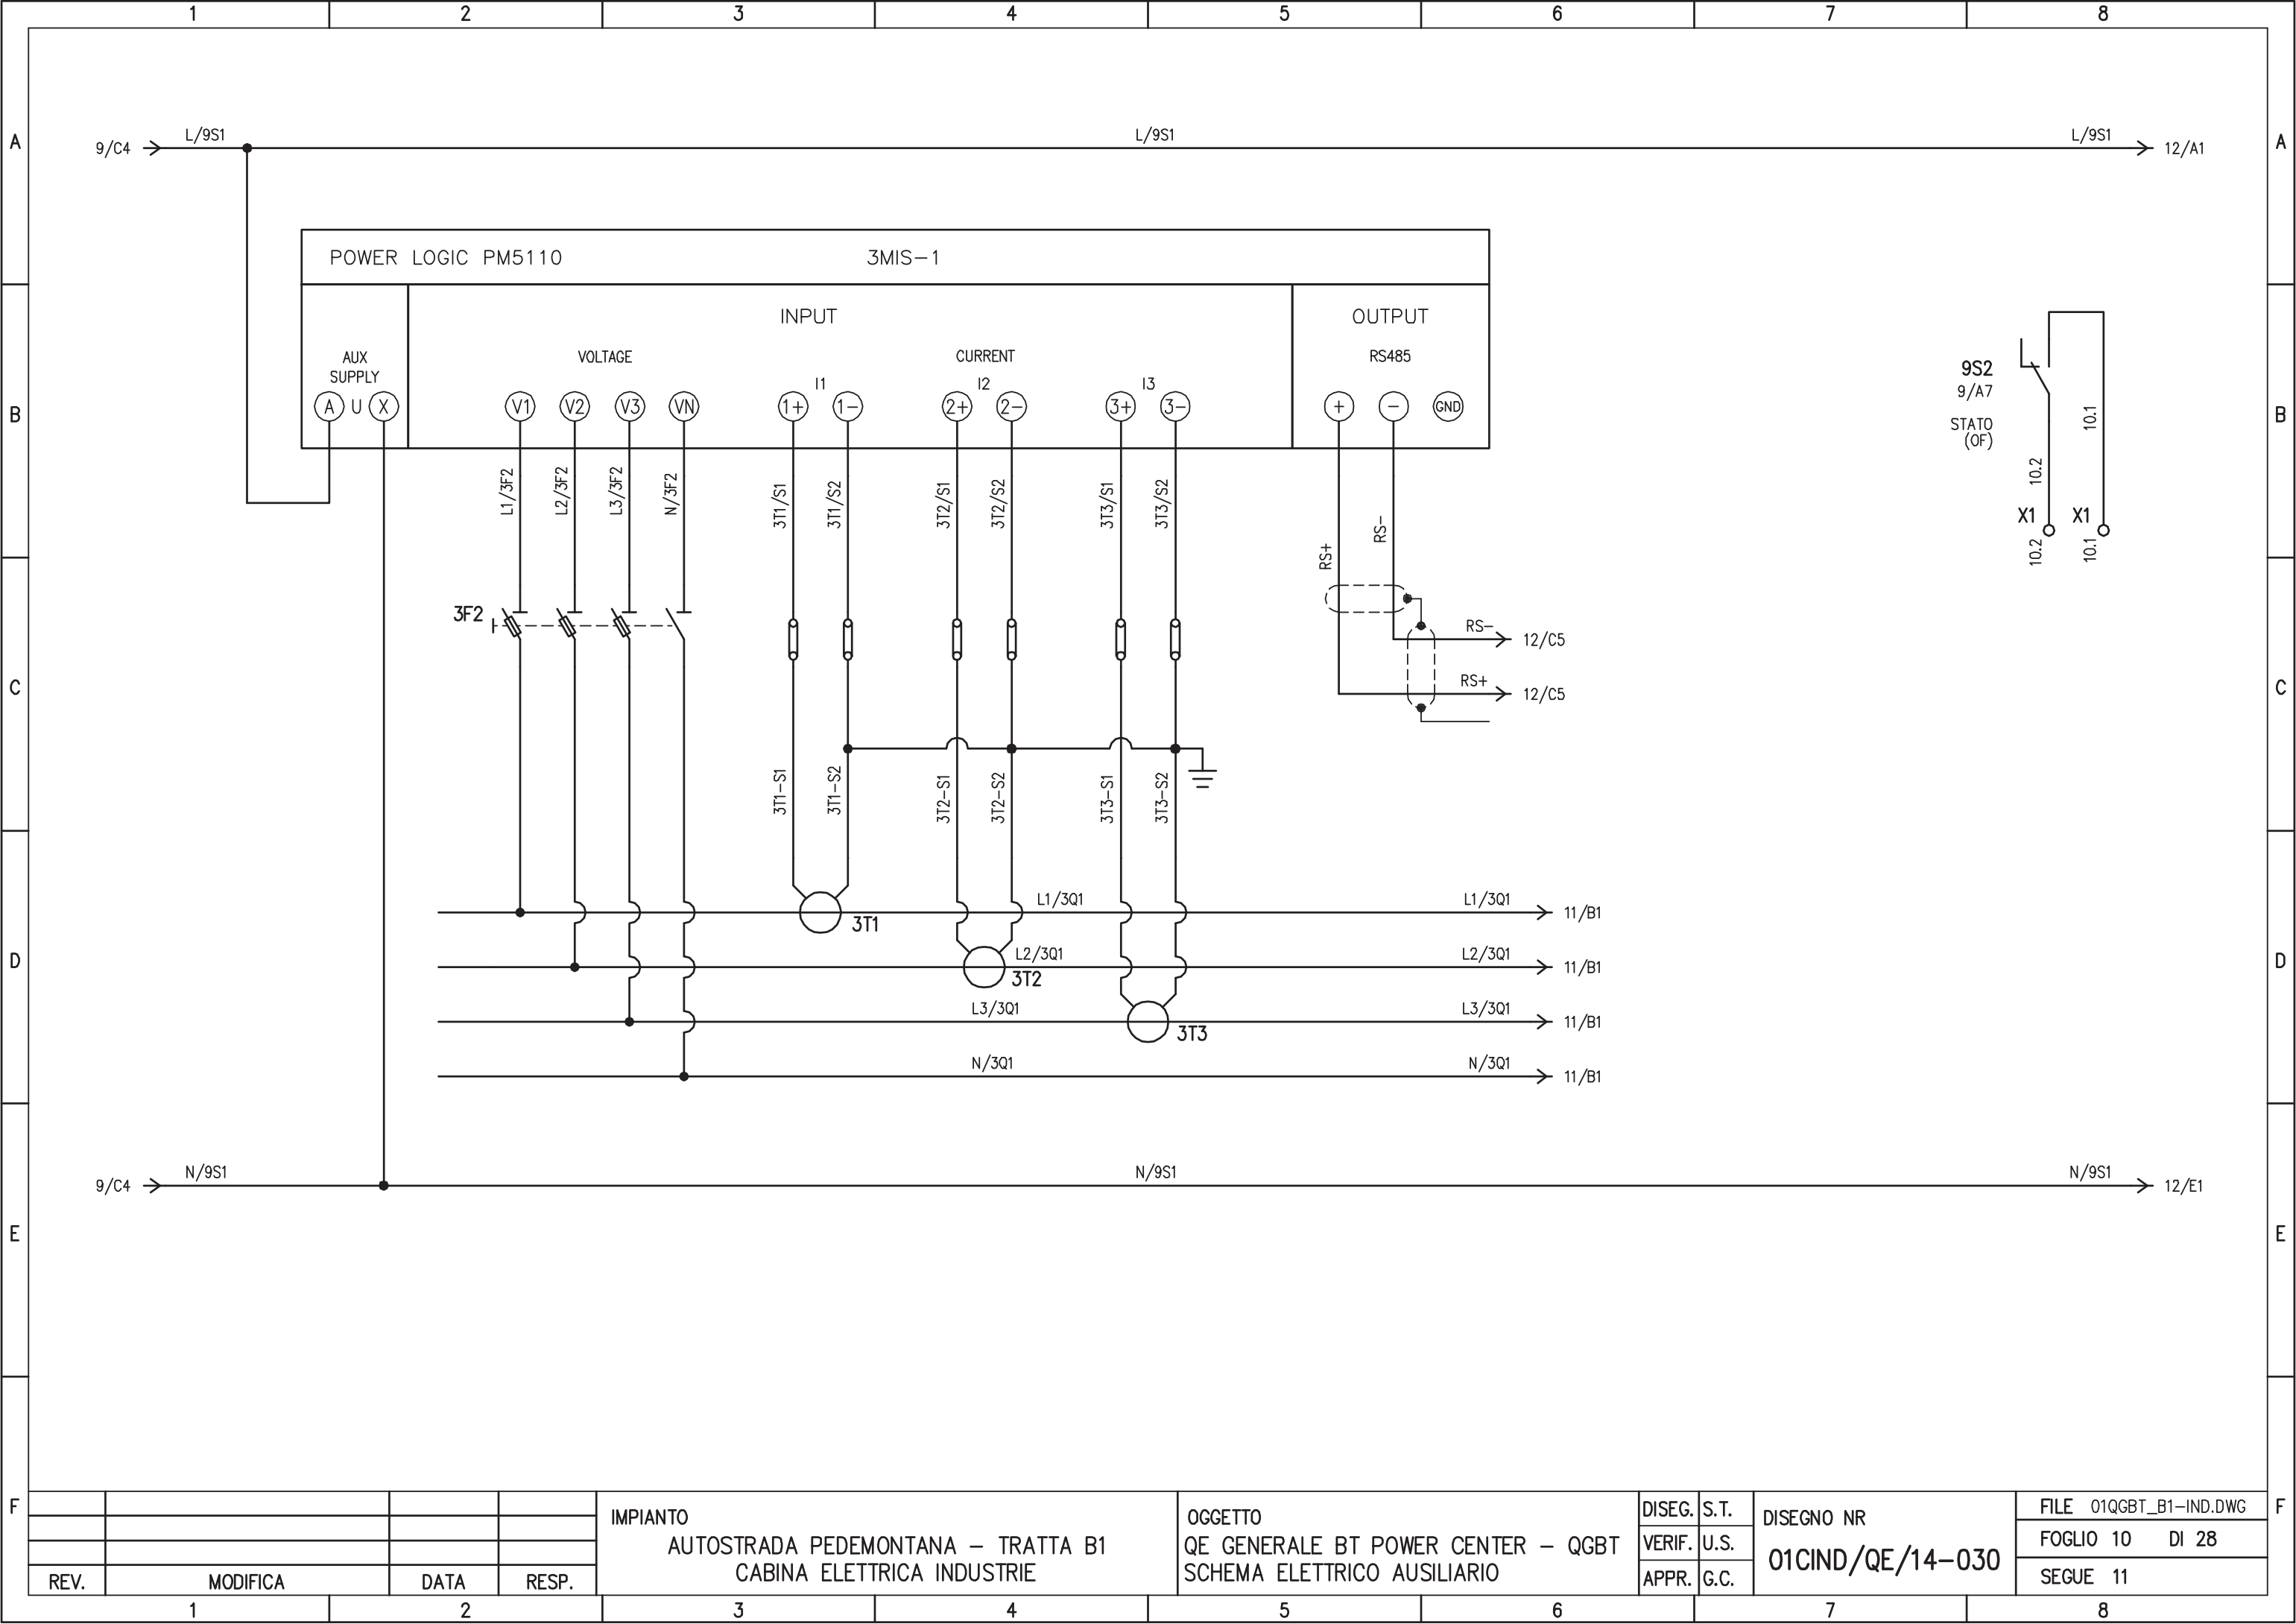 1 2 3 4 5 6 7 8
A A
9/C4 L/9S1 L/9S1 L/9S1 12/A1
POWER LOGIC PM5110 3MIS-1
INPUT OUTPUT
AUX SUPPLY VOLTAGE CURRENT RS485
I1 I2 I3
A U X V1 V2 V3 VN 1+ 1- 2+ 2- 3+ 3- + - GND
B B
9S2
9/A7
STATO
(OF)
10.2 10.1
X1 X1
10.2 10.1
L1/3F2 L2/3F2 L3/3F2 N/3F2 3T1/S1 3T1/S2 3T2/S1 3T2/S2 3T3/S1 3T3/S2
RS+ RS-
3F2
RS- 12/C5
C C
RS+ 12/C5
3T1-S1 3T1-S2 3T2-S1 3T2-S2 3T3-S1 3T3-S2
L1/3Q1 L1/3Q1 11/B1
3T1
D D
L2/3Q1 L2/3Q1 11/B1
3T2
L3/3Q1 L3/3Q1 11/B1
3T3
N/3Q1 N/3Q1 11/B1
9/C4 N/9S1 N/9S1 N/9S1 12/E1
E E
F F
REV. MODIFICA DATA RESP.
IMPIANTO
AUTOSTRADA PEDEMONTANA - TRATTA B1
CABINA ELETTRICA INDUSTRIE
OGGETTO
QE GENERALE BT POWER CENTER - QGBT
SCHEMA ELETTRICO AUSILIARIO
DISEG. S.T.
VERIF. U.S.
APPR. G.C.
DISEGNO NR
01CIND/QE/14-030
FILE 01QGBT_B1-IND.DWG
FOGLIO 10 DI 28
SEGUE 11
1 2 3 4 5 6 7 8